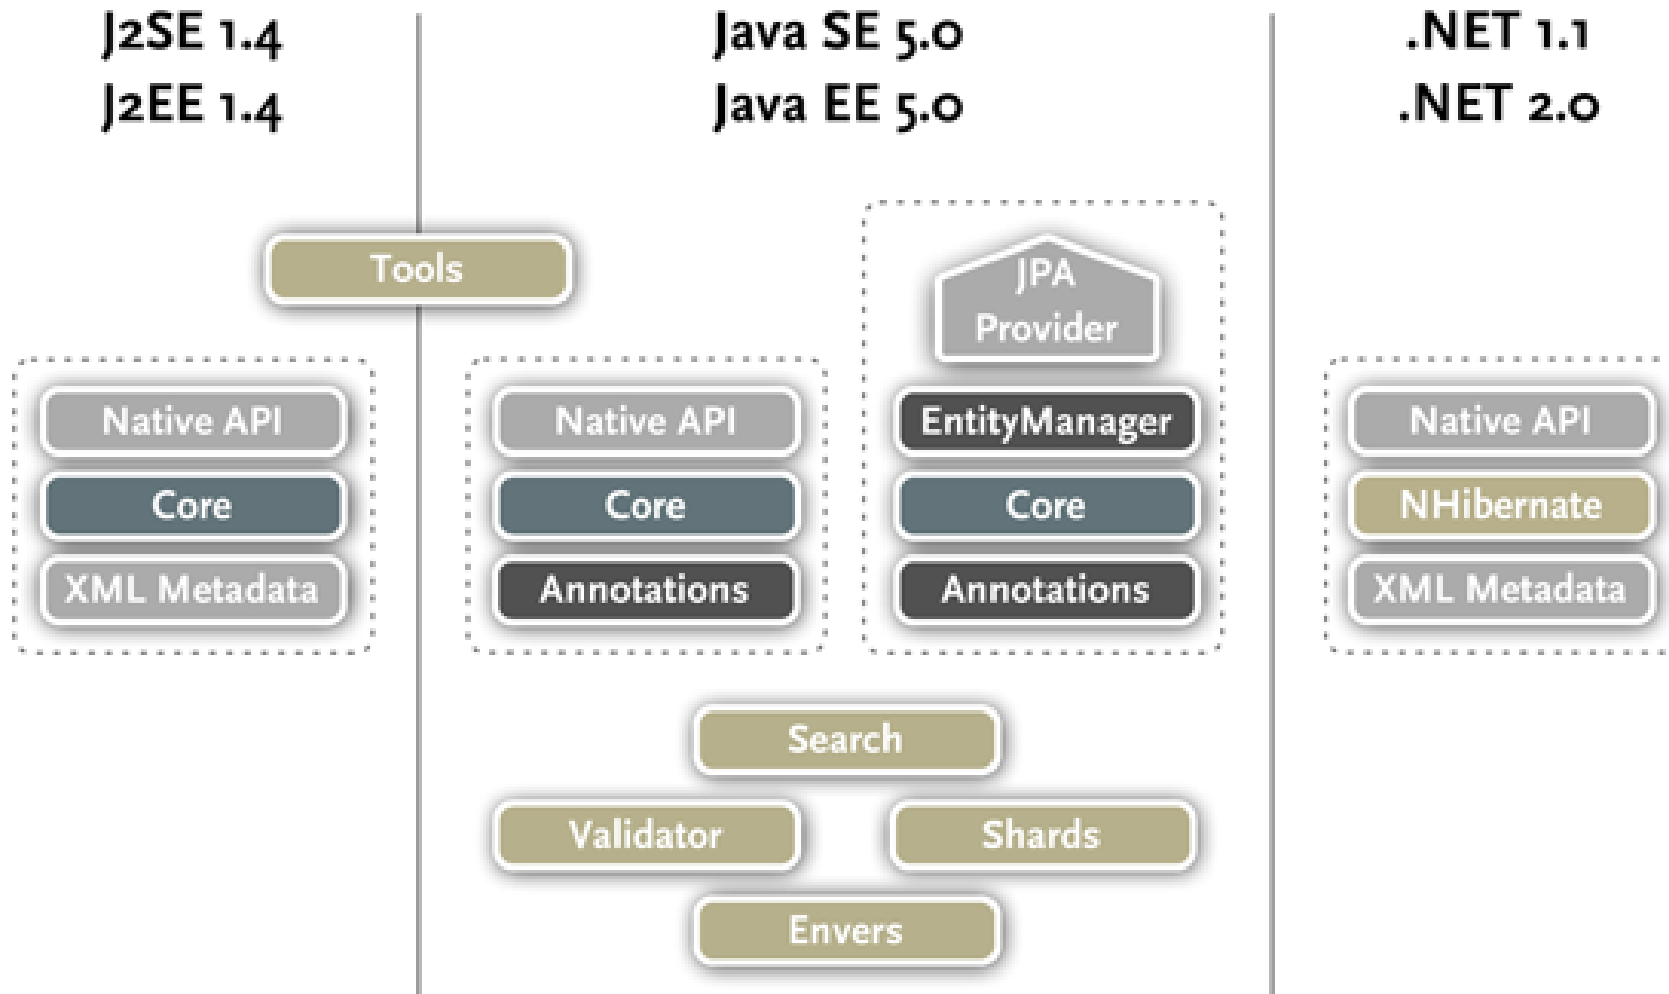 J2SE 1.4
J2EE 1.4
Java SE 5.0
Java EE 5.0
.NET 1.1
.NET 2.0
Tools
Native API
Core
XML Metadata
Native API
Core
Annotations
JPA
Provider
EntityManager
Core
Annotations
Native API
NHibernate
XML Metadata
Search
Validator
Shards
Envers